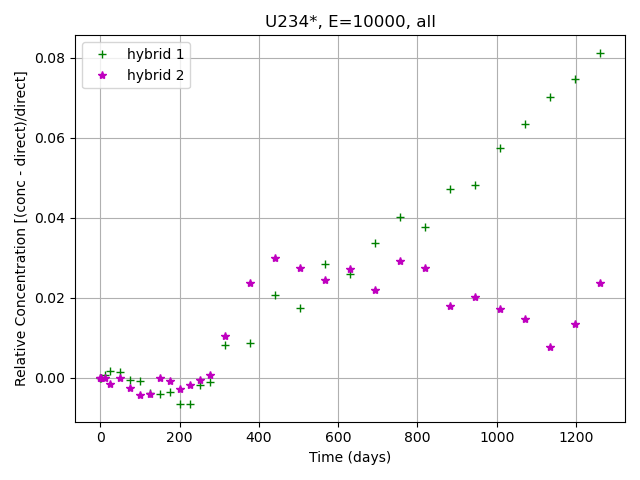 U234*, E=10000, all
hybrid 1
hybrid 2
Relative Concentration [(conc - direct)/direct]
0.08
0.06
0.04
0.02
0.00
0
200
400
600
800
1000
1200
Time (days)